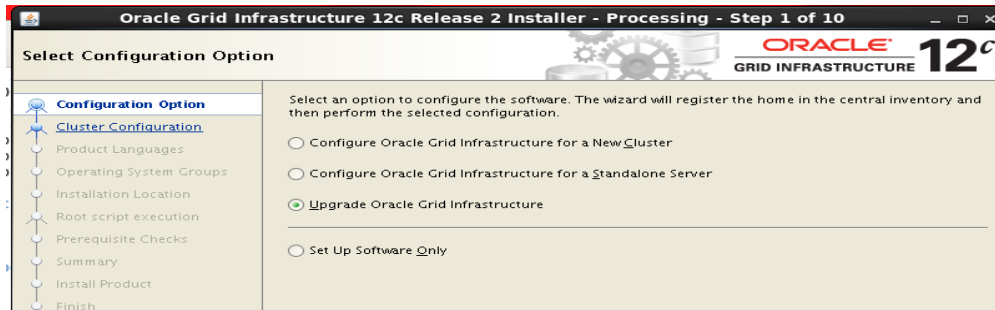 Oracle Grid Infrastructure 12c Release 2 Installer - Processing - Step 1 of 10
Select Configuration Option
ORACLE
GRID INFRASTRUCTURE
12c
Configuration Option
Cluster Configuration
Product Languages
Operating System Groups
Installation Location
Root script execution
Prerequisite Checks
Summary
Install Product
Finish
Select an option to configure the software. The wizard will register the home in the central inventory and
then perform the selected configuration.
Configure Oracle Grid Infrastructure for a New Cluster
Configure Oracle Grid Infrastructure for a Standalone Server
Upgrade Oracle Grid Infrastructure
Set Up Software Only